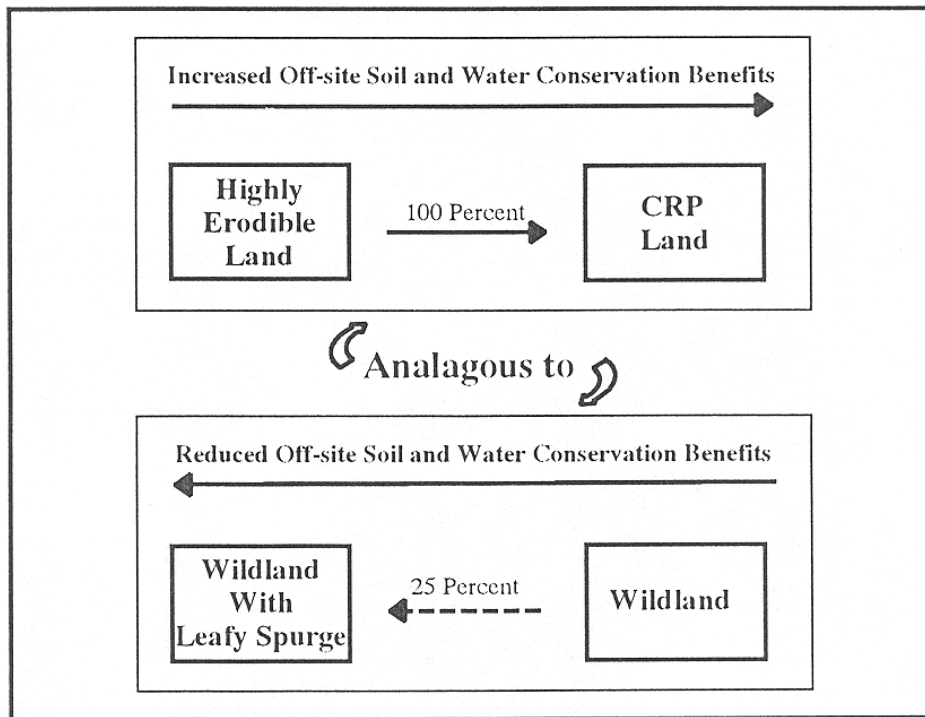 Increased Off-site Soil and Water Conservation Benefits
Highly
Erodible
Land
100 Percent
CRP
Land
Analagous to
Reduced Off-site Soil and Water Conservation Benefits
Wildland
With
Leafy Spurge
25 Percent
Wildland